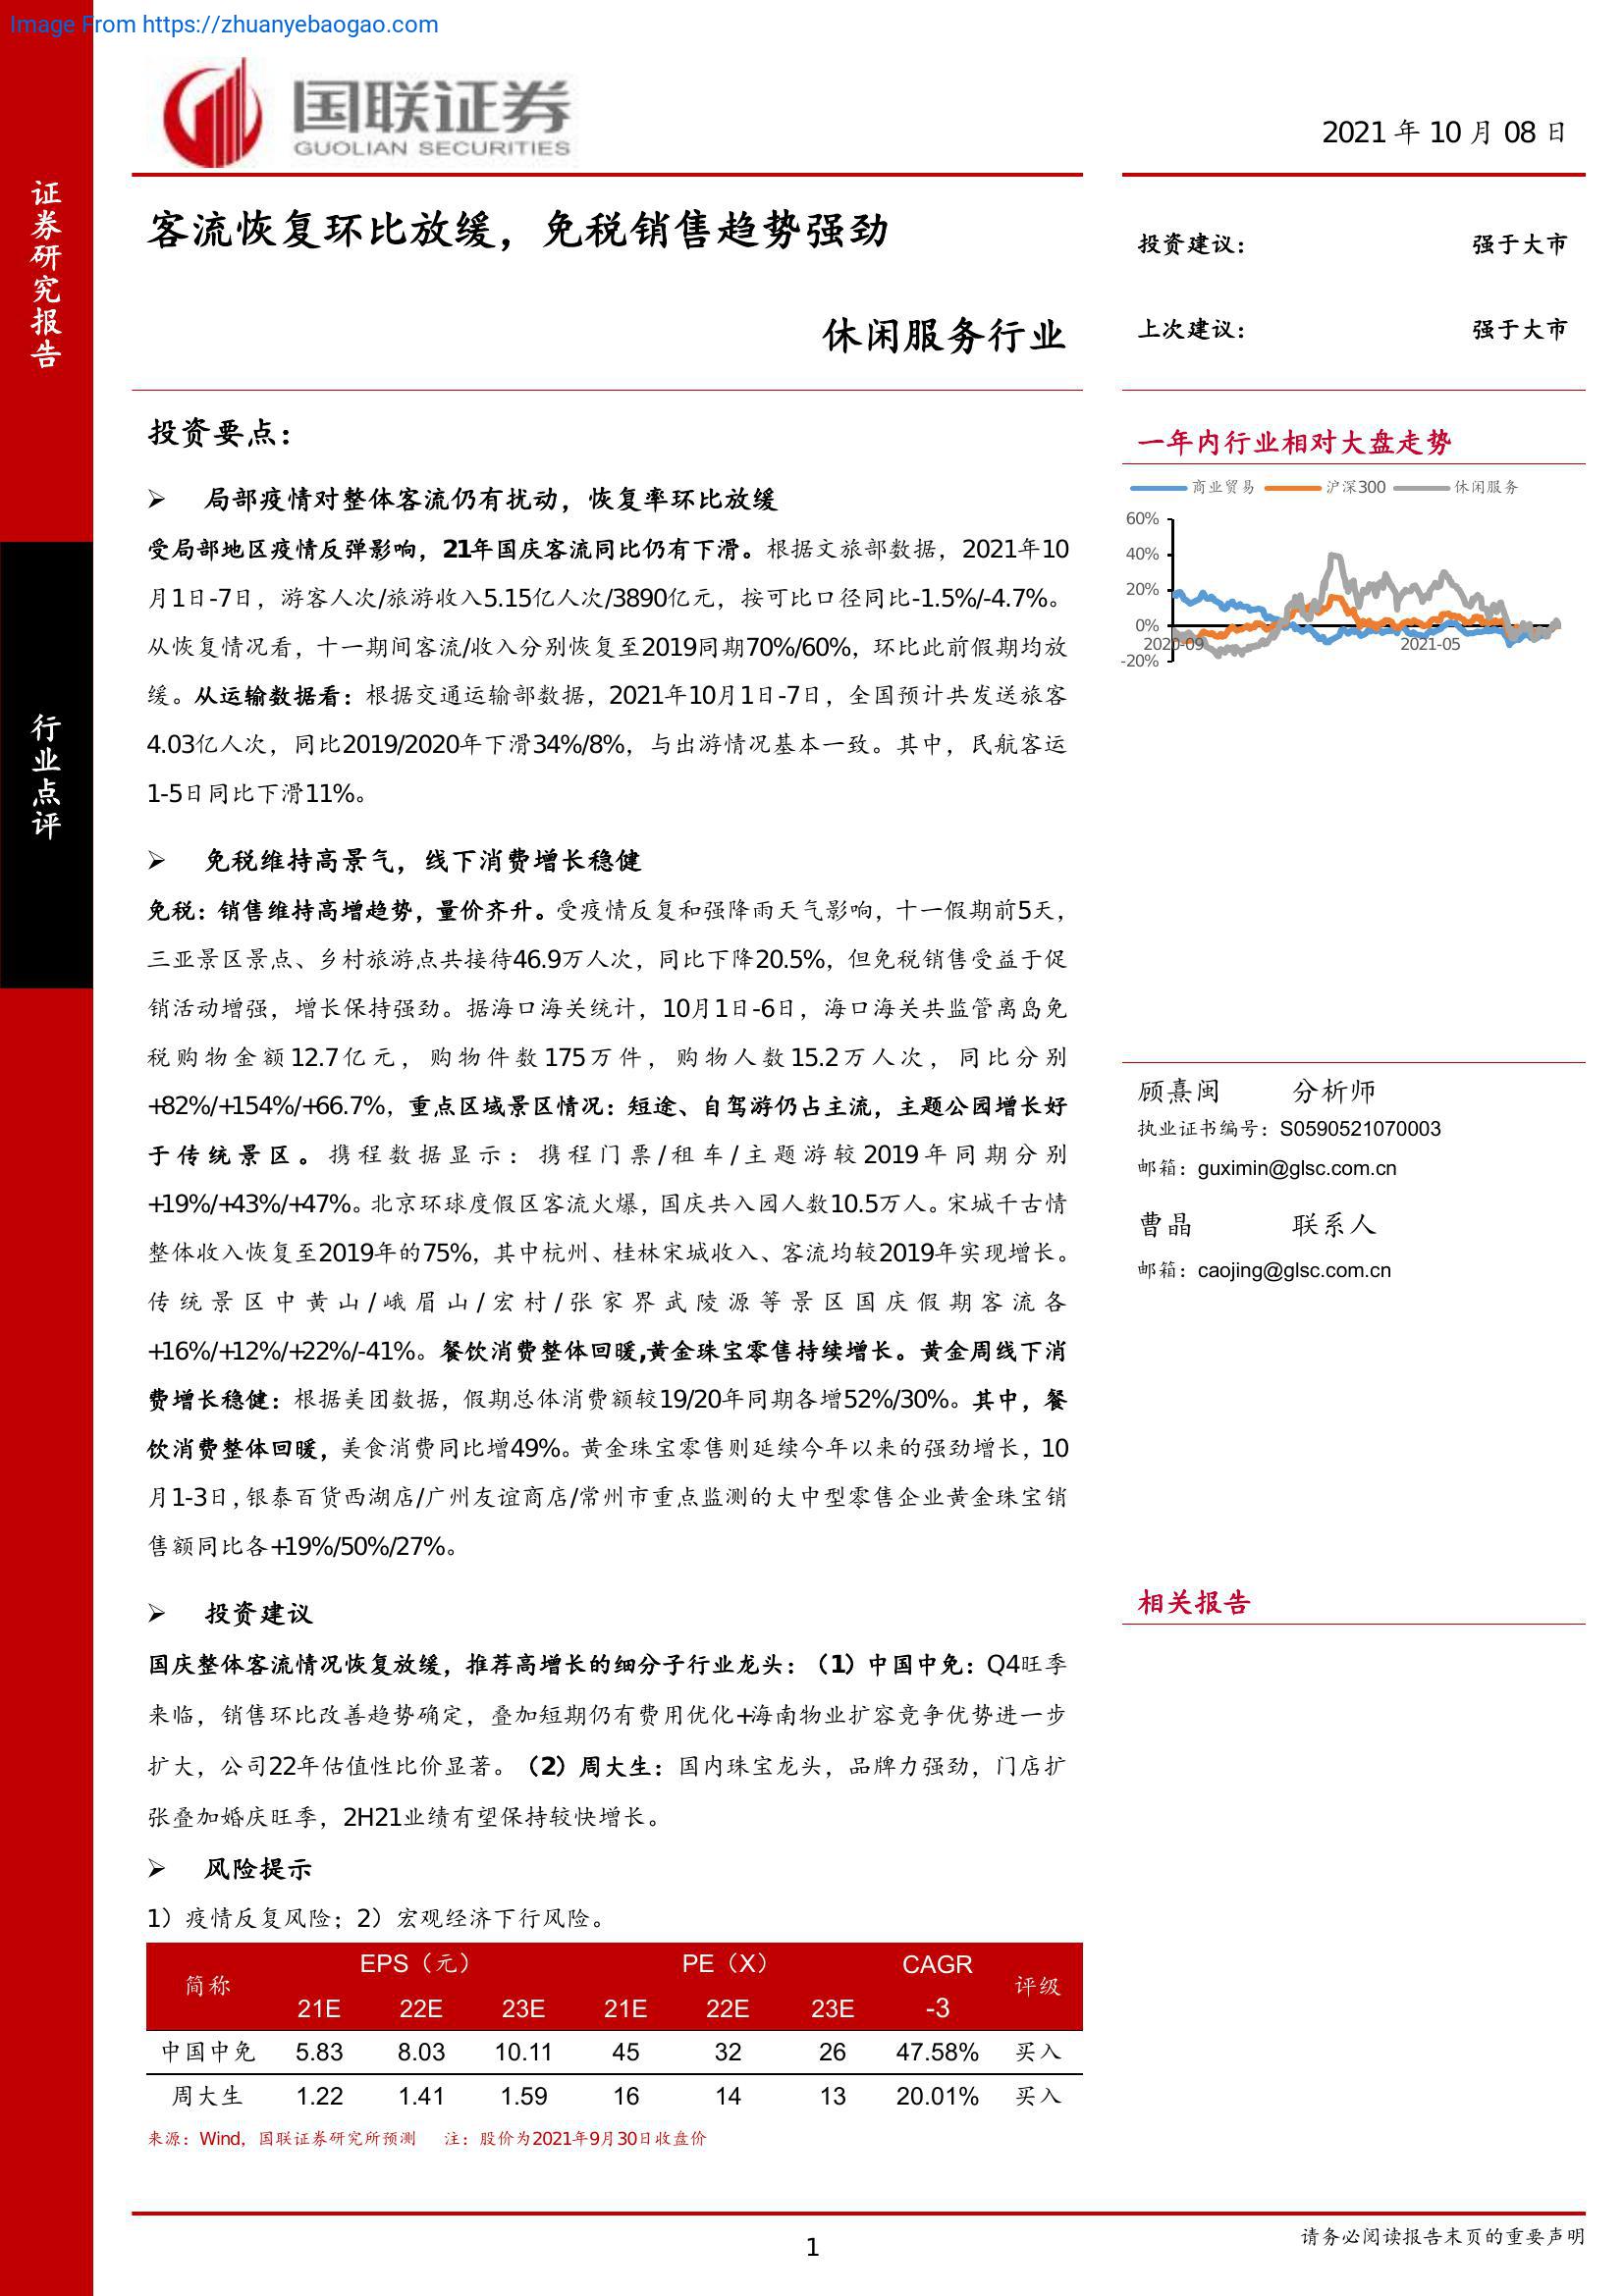 Image From https://zhuanyebaogao.com
国联证券
GUOLIAN SECURITIES
2021 年 10 月 08 日
证券研究报告
行业点评
客流恢复环比放缓，免税销售趋势强劲
休闲服务行业
投资建议： 强于大市
上次建议： 强于大市
投资要点：
➢ 局部疫情对整体客流仍有扰动，恢复率环比放缓
受局部地区疫情反弹影响，21年国庆客流同比仍有下滑。根据文旅部数据，2021年10
月1日-7日，游客人次/旅游收入5.15亿人次/3890亿元，按可比口径同比-1.5%/-4.7%。
从恢复情况看，十一期间客流/收入分别恢复至2019同期70%/60%，环比此前假期均放
缓。从运输数据看：根据交通运输部数据，2021年10月1日-7日，全国预计共发送旅客
4.03亿人次，同比2019/2020年下滑34%/8%，与出游情况基本一致。其中，民航客运
1-5日同比下滑11%。
➢ 免税维持高景气，线下消费增长稳健
免税：销售维持高增趋势，量价齐升。受疫情反复和强降雨天气影响，十一假期前5天，
三亚景区景点、乡村旅游点共接待46.9万人次，同比下降20.5%，但免税销售受益于促
销活动增强，增长保持强劲。据海口海关统计，10月1日-6日，海口海关共监管离岛免
税购物金额12.7亿元，购物件数175万件，购物人数15.2万人次，同比分别
+82%/+154%/+66.7%，重点区域景区情况：短途、自驾游仍占主流，主题公园增长好
于传统景区。携程数据显示：携程门票/租车/主题游较2019年同期分别
+19%/+43%/+47%。北京环球度假区客流火爆，国庆共入园人数10.5万人。宋城千古情
整体收入恢复至2019年的75%，其中杭州、桂林宋城收入、客流均较2019年实现增长。
传统景区中黄山/峨眉山/宏村/张家界武陵源等景区国庆假期客流各
+16%/+12%/+22%/-41%。餐饮消费整体回暖,黄金珠宝零售持续增长。黄金周线下消
费增长稳健：根据美团数据，假期总体消费额较19/20年同期各增52%/30%。其中，餐
饮消费整体回暖，美食消费同比增49%。黄金珠宝零售则延续今年以来的强劲增长，10
月1-3日,银泰百货西湖店/广州友谊商店/常州市重点监测的大中型零售企业黄金珠宝销
售额同比各+19%/50%/27%。
➢ 投资建议
国庆整体客流情况恢复放缓，推荐高增长的细分子行业龙头：（1）中国中免：Q4旺季
来临，销售环比改善趋势确定，叠加短期仍有费用优化+海南物业扩容竞争优势进一步
扩大，公司22年估值性比价显著。（2）周大生：国内珠宝龙头，品牌力强劲，门店扩
张叠加婚庆旺季，2H21业绩有望保持较快增长。
➢ 风险提示
1）疫情反复风险；2）宏观经济下行风险。
简称 EPS（元） PE（X） CAGR 评级
21E 22E 23E 21E 22E 23E -3
中国中免 5.83 8.03 10.11 45 32 26 47.58% 买入
周大生 1.22 1.41 1.59 16 14 13 20.01% 买入
来源：Wind，国联证券研究所预测 注：股价为2021年9月30日收盘价
一年内行业相对大盘走势
商业贸易 沪深300 休闲服务
60%
40%
20%
0%
-20%
2020-09 2021-05
顾熹闽 分析师
执业证书编号：S0590521070003
邮箱：guximin@glsc.com.cn
曹晶 联系人
邮箱：caojing@glsc.com.cn
相关报告
1
请务必阅读报告末页的重要声明